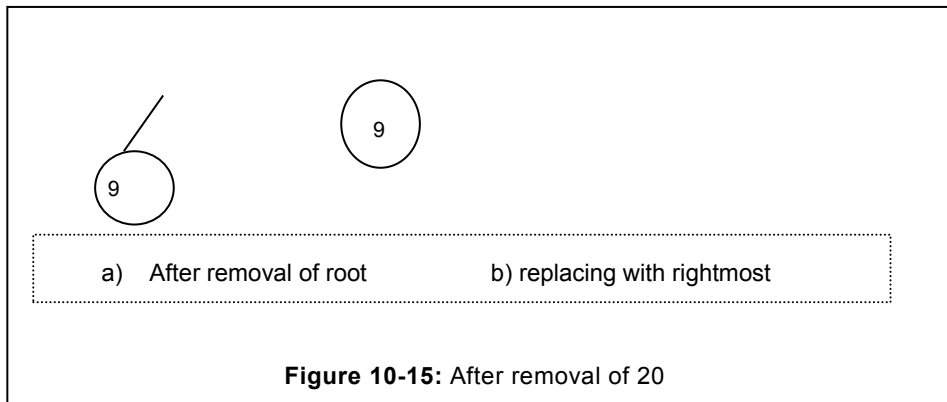 9
9
a) After removal of root b) replacing with rightmost
Figure 10-15: After removal of 20